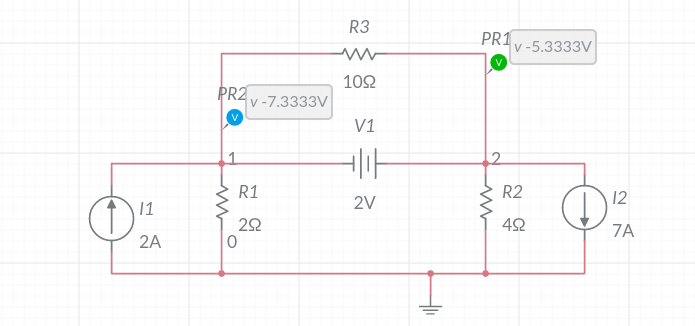 R3
PR1
v -5.3333V
10Ω
PR2
v -7.3333V
V
V
V1
1
2
2V
I1
2A
R1
2Ω
0
R2
4Ω
I2
7A